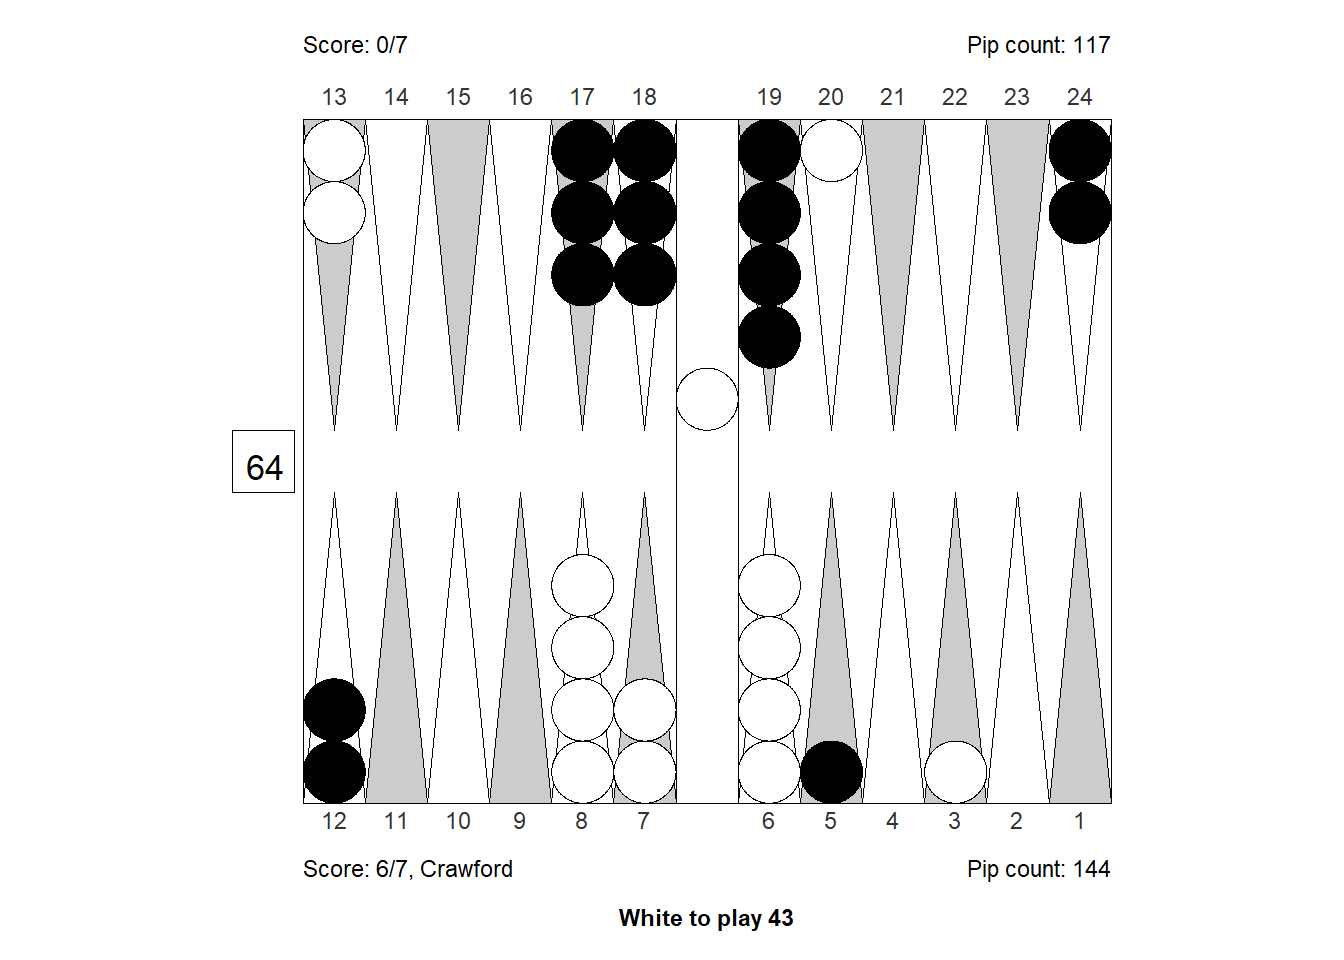 Score: 0/7 Pip count: 117
13 14 15 16 17 18 19 20 21 22 23 24
64
12 11 10 9 8 7 6 5 4 3 2 1
Score: 6/7, Crawford Pip count: 144
White to play 43